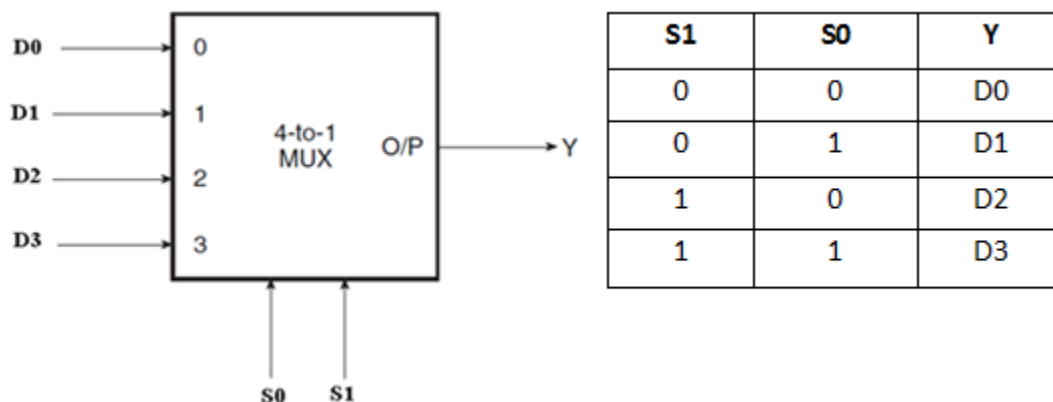 D0
D1
D2
D3
0
1
2
3
4-to-1
MUX
O/P
Y
S0 S1
S1 S0 Y
0 0 D0
0 1 D1
1 0 D2
1 1 D3